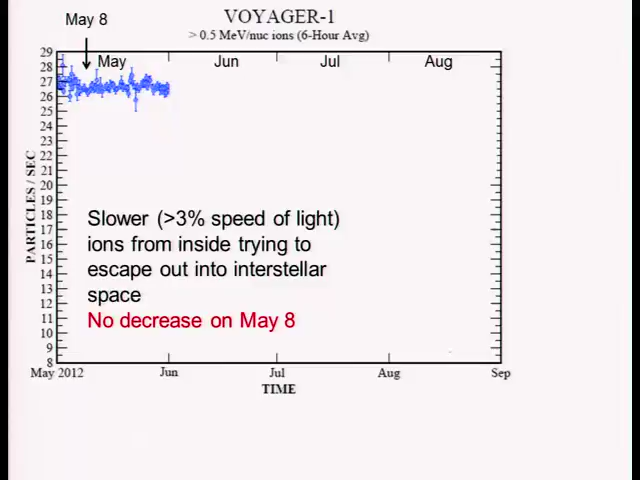 May 8
VOYAGER-1
> 0.5 MeV/nuc ions (6-Hour Avg)
May Jun Jul Aug
29
28
27
26
25
24
23
22
21
20
19
18
17
16
15
14
13
12
11
10
9
8
PARTICLES / SEC
Slower (>3% speed of light)
ions from inside trying to
escape out into interstellar
space
No decrease on May 8
May 2012 Jun Jul Aug Sep
TIME